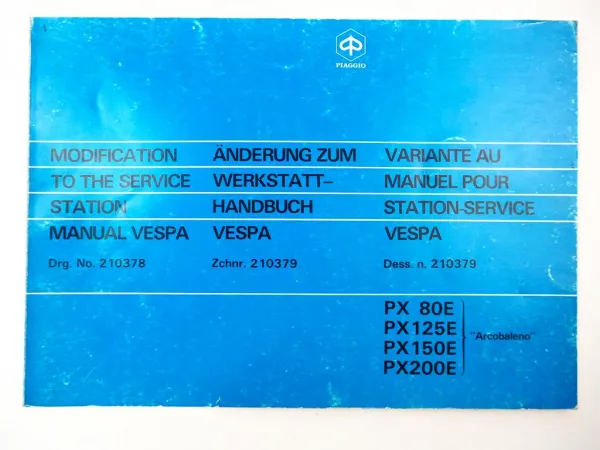 PIAGGIO
MODIFICATION
TO THE SERVICE
STATION
MANUAL VESPA
Drg. No. 210378
ÄNDERUNG ZUM
WERKSTATT-
HANDBUCH
VESPA
Zchnr. 210379
VARIANTE AU
MANUEL POUR
STATION-SERVICE
VESPA
Dess. n. 210379
PX 80E
PX125E
PX150E
PX200E
"Arcobaleno"